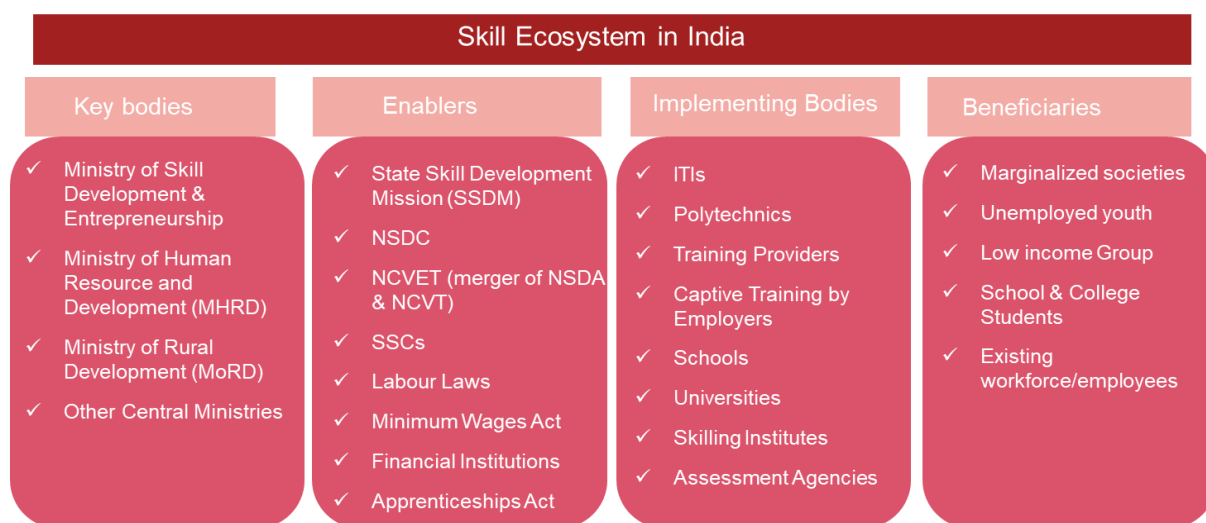 Skill Ecosystem in India
Key bodies
✓ Ministry of Skill
Development &
Entrepreneurship
✓ Ministry of Human
Resource and
Development (MHRD)
✓ Ministry of Rural
Development (MoRD)
✓ Other Central Ministries
Enablers
✓ State Skill Development
Mission (SSDM)
✓ NSDC
✓ NCVET (merger of NSDA
& NCVT)
✓ SSCs
✓ Labour Laws
✓ Minimum Wages Act
✓ Financial Institutions
✓ Apprenticeships Act
Implementing Bodies
✓ ITIs
✓ Polytechnics
✓ Training Providers
✓ Captive Training by
Employers
✓ Schools
✓ Universities
✓ Skilling Institutes
✓ Assessment Agencies
Beneficiaries
✓ Marginalized societies
✓ Unemployed youth
✓ Low income Group
✓ School & College
Students
✓ Existing
workforce/employees